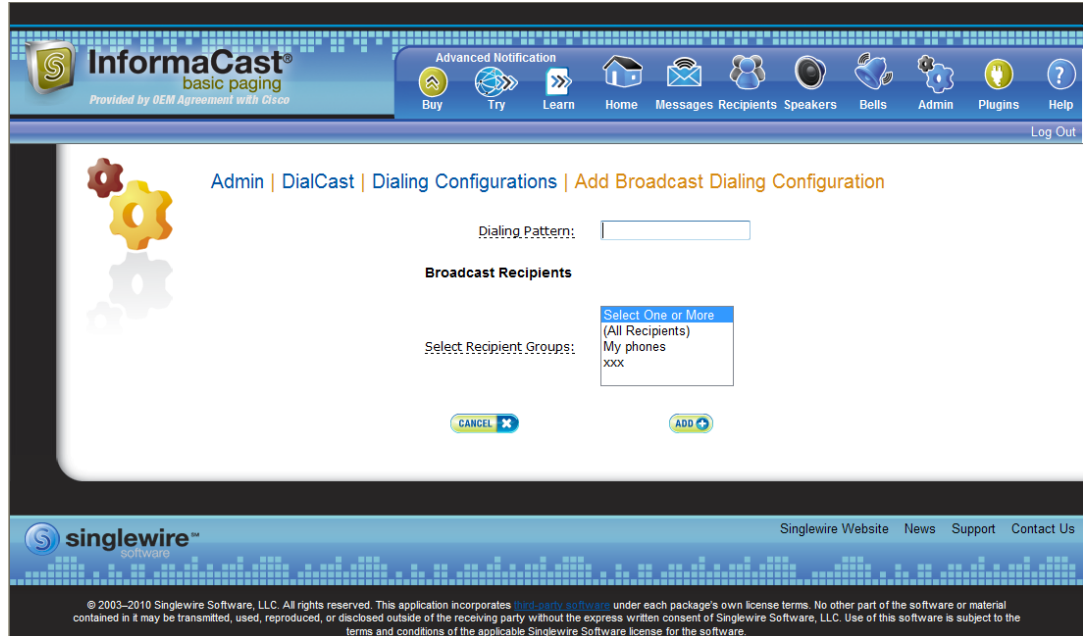 InformaCast®
basic paging
Provided by OEM Agreement with Cisco
Advanced Notification
Buy Try Learn Home Messages Recipients Speakers Bells Admin Plugins Help
Log Out
Admin | DialCast | Dialing Configurations | Add Broadcast Dialing Configuration
Dialing Pattern:
Broadcast Recipients
Select Recipient Groups:
Select One or More
(All Recipients)
My phones
xxx
CANCEL
ADD
singlewire℠
software
Singlewire Website News Support Contact Us
© 2003–2010 Singlewire Software, LLC. All rights reserved. This application incorporates third-party software under each package's own license terms. No other part of the software or material
contained in it may be transmitted, used, reproduced, or disclosed outside of the receiving party without the express written consent of Singlewire Software, LLC. Use of this software is subject to the
terms and conditions of the applicable Singlewire Software license for the software.